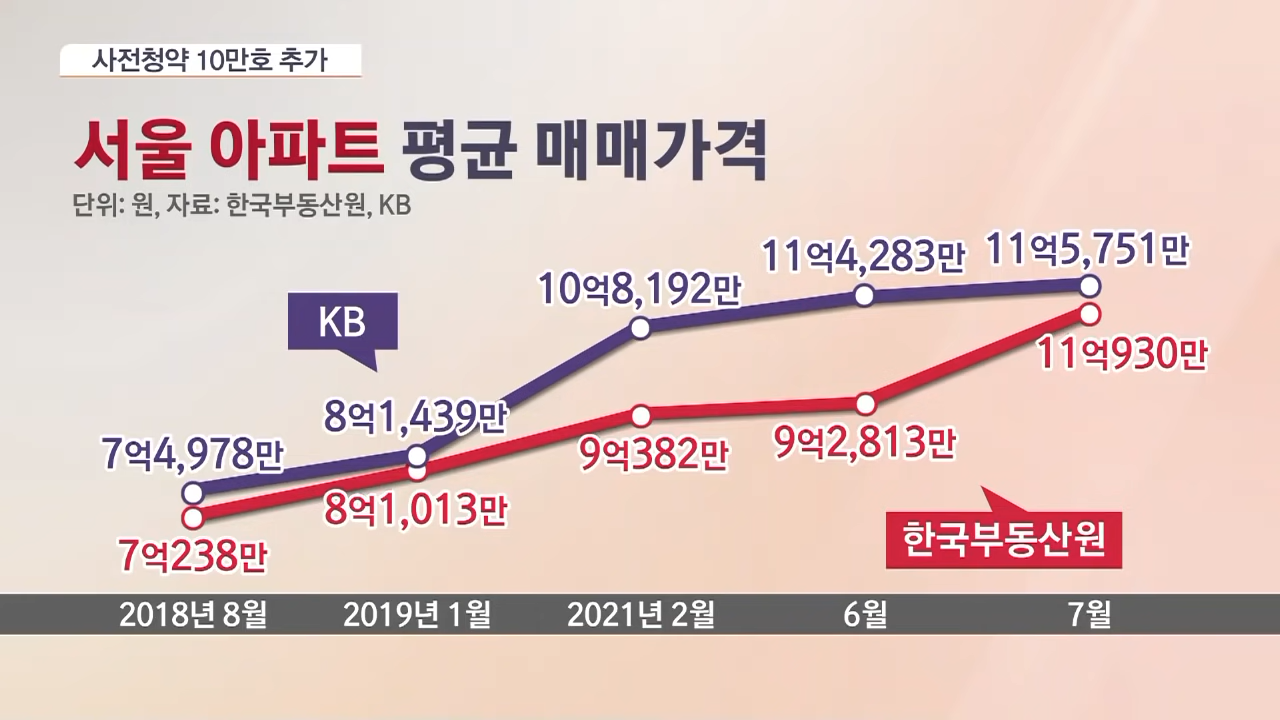 사전청약 10만호 추가
서울 아파트 평균 매매가격
단위: 원, 자료: 한국부동산원, KB
KB
7억4,978만
8억1,439만
10억8,192만
11억4,283만
11억5,751만
7억238만
8억1,013만
9억382만
9억2,813만
11억930만
한국부동산원
2018년 8월
2019년 1월
2021년 2월
6월
7월